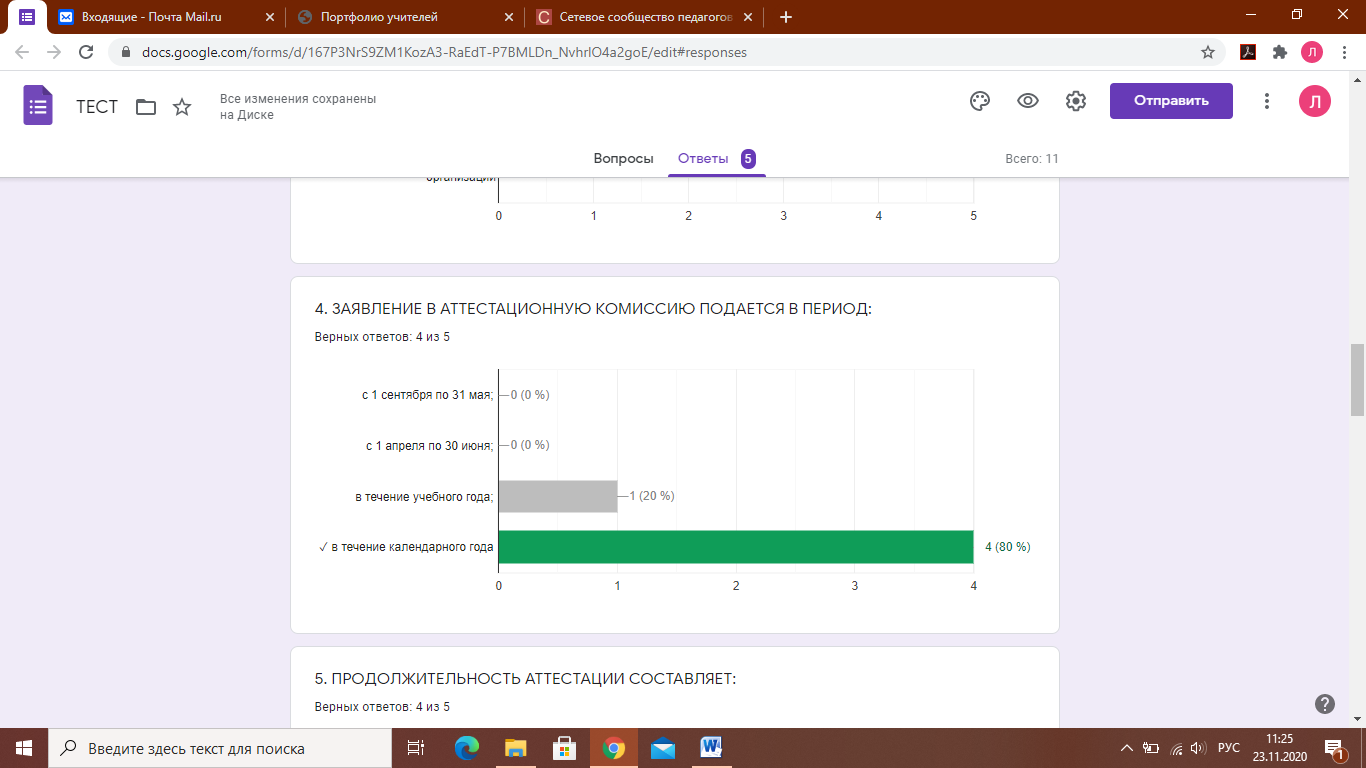 Входящие - Почта Mail.ru
Портфолио учителей
Сетевое сообщество педагогов
docs.google.com/forms/d/167P3NrS9ZM1KozA3-RaEdT-P7BMLDn_NvhrlO4a2goE/edit#responses
Л
ТЕСТ
Все изменения сохранены
на Диске
Отправить
Л
Вопросы
Ответы 5
Всего: 11
организации
0 1 2 3 4 5
4. ЗАЯВЛЕНИЕ В АТТЕСТАЦИОННУЮ КОМИССИЮ ПОДАЕТСЯ В ПЕРИОД:
Верных ответов: 4 из 5
с 1 сентября по 31 мая; 0 (0 %)
с 1 апреля по 30 июня; 0 (0 %)
в течение учебного года; 1 (20 %)
✓ в течение календарного года 4 (80 %)
0 1 2 3 4
5. ПРОДОЛЖИТЕЛЬНОСТЬ АТТЕСТАЦИИ СОСТАВЛЯЕТ:
Верных ответов: 4 из 5
Введите здесь текст для поиска
РУС
11:25
23.11.2020
1